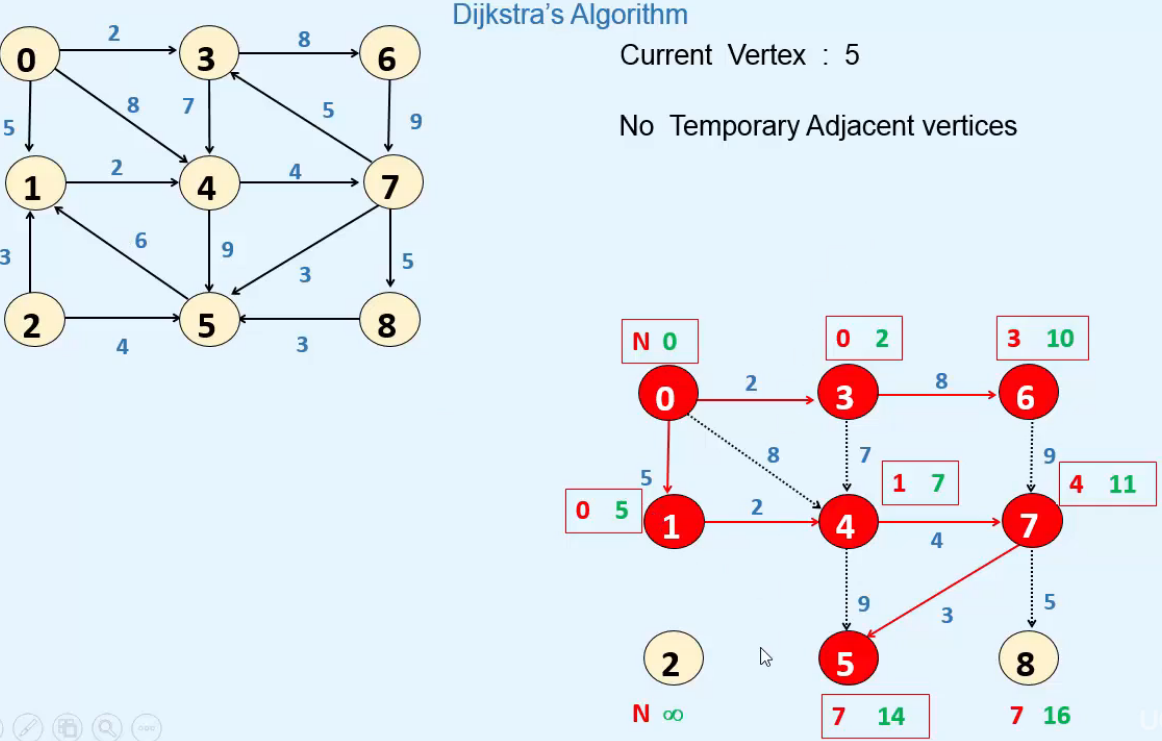 Dijkstra's Algorithm
Current Vertex : 5
No Temporary Adjacent vertices
0 2 3 8 6
5 8 7 5 9
1 2 4 4 7
3 6 9 3 5
2 4 5 3 8
N 0 0 2 3 10
0 2 3 8 6
5 8 7 1 7 9 4 11
0 5 1 2 4 4 7
9 3 5
2 5 8
N ∞ 7 14 7 16